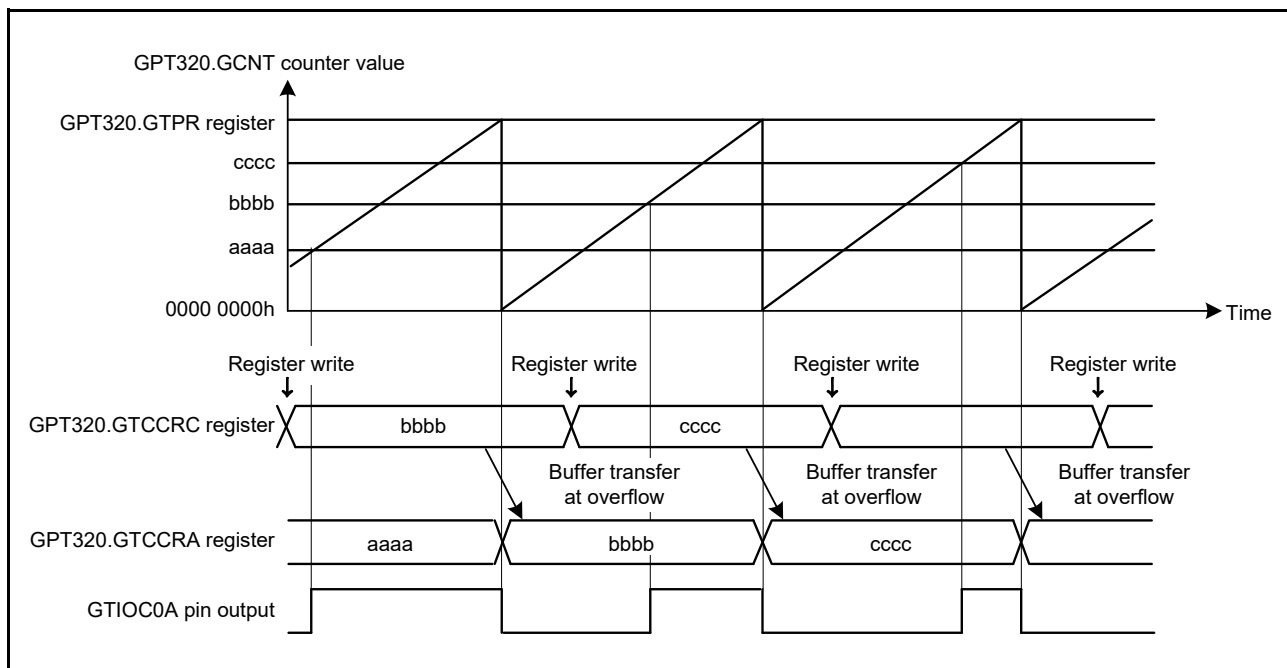 GPT320.GCNT counter value
GPT320.GTPR register
cccc
bbbb
aaaa
0000 0000h
Time
Register write
Register write
Register write
Register write
GPT320.GTCCRC register
bbbb
cccc
Buffer transfer
at overflow
Buffer transfer
at overflow
Buffer transfer
at overflow
GPT320.GTCCRA register
aaaa
bbbb
cccc
GTIOC0A pin output